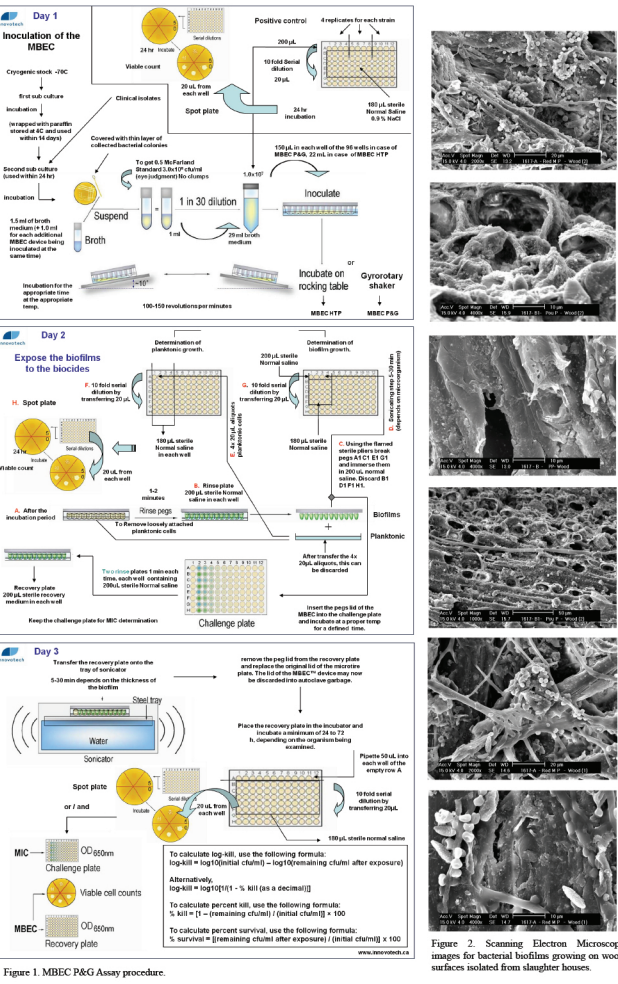 innovotech
Day 1
Inoculation of the
MBEC
Cryogenic stock -70C
first sub culture
incubation
(wrapped with paraffin
stored at 4C and used
within 14 days)
Second sub culture
(used within 24 hr)
incubation
1.5 ml of broth
medium (+ 1.0 ml
for each additional
MBEC device being
inoculated at the
same time)
Clinical isolates
Covered with thin layer of
collected bacterial colonies
Serial dilutions
24 hr
Incubate
Viable count
20 uL from
each well
Spot plate
Positive control
4 replicates for each strain
200 µL
10 fold Serial
dilution
20 µL
180 µL sterile
Normal Saline
0.9 % NaCl
24 hr
incubation
150 µL in each well of the 96 wells in case of
MBEC P&G, 22 mL in case of MBEC HTP
To get 0.5 McFarland
Standard 3.0x10⁸ cfu/ml
(eye judgment) No clumps
1.0x10⁷
Suspend
Broth
1 in 30 dilution
1 ml
29 ml broth
medium
Inoculate
or
Incubate on
rocking table
Gyrorotary
shaker
MBEC HTP
MBEC P&G
Incubation for the
appropriate time
at the appropriate
temp.
~10°
100-150 revolutions per minutes
innovotech
Day 2
Expose the biofilms
to the biocides
Determination of
planktonic growth.
Determination of
biofilm growth.
200 µL sterile
Normal saline
F. 10 fold serial
dilution by
transferring 20 µL
G. 10 fold serial
dilution by
transferring 20µL
H. Spot plate
Serial dilutions
24 hr
Incubate
Viable count
20 uL from
each well
180 µL sterile
Normal saline
in each well
E. 4x 20 µL aliquots
planktonic cells
180 µL sterile
Normal saline
D. Sonicating step 5-30 min
(depends on microorganism)
C. Using the flamed
sterile pliers break
pegs A1 C1 E1 G1
and immerse them
in 200 uL normal
saline. Discard B1
D1 F1 H1.
1-2
minutes
B. Rinse plate
200 µL sterile Normal
saline in each well
A. After the
incubation period
Rinse pegs
To Remove loosely attached
planktonic cells
Biofilms
+
Planktonic
After transfer the 4x
20µL aliquots, this can
be discarded
Two rinse plates 1 min each
time, each well containing
200uL sterile Normal saline
Recovery plate
200 µL sterile recovery
medium in each well
Keep the challenge plate for MIC determination
Challenge plate
Insert the pegs lid of the
MBEC into the challenge plate
and incubate at a proper temp
for a defined time.
innovotech
Day 3
Transfer the recovery plate onto the
tray of sonicator
5-30 min depends on the thickness of
the biofilm
Steel tray
Water
Sonicator
remove the peg lid from the recovery plate
and replace the original lid of the microtire
plate. The lid of the MBEC™ device may now
be discarded into autoclave garbage.
Place the recovery plate in the incubator and
incubate a minimum of 24 to 72
h, depending on the organism being
examined.
Pipette 50 uL into
each well of the
empty row A
Spot plate
Serial dilutions
Incubate
20 uL from
each well
10 fold serial
dilution by
transferring 20µL
180 µL sterile normal saline
or / and
MIC
OD 650nm
Challenge plate
Viable cell counts
MBEC
OD 650nm
Recovery plate
To calculate log-kill, use the following formula:
log-kill = log10(initial cfu/ml) – log10(remaining cfu/ml after exposure)
Alternatively,
log-kill = log10[1/(1 - % kill (as a decimal))]
To calculate percent kill, use the following formula:
% kill = [1 – (remaining cfu/ml) / (initial cfu/ml)] × 100
To calculate percent survival, use the following formula:
% survival = [(remaining cfu/ml after exposure) / (initial cfu/ml)] x 100
www.innovotech.ca
Figure 1. MBEC P&G Assay procedure.
Figure 2. Scanning Electron Microscop
images for bacterial biofilms growing on woo
surfaces isolated from slaughter houses.